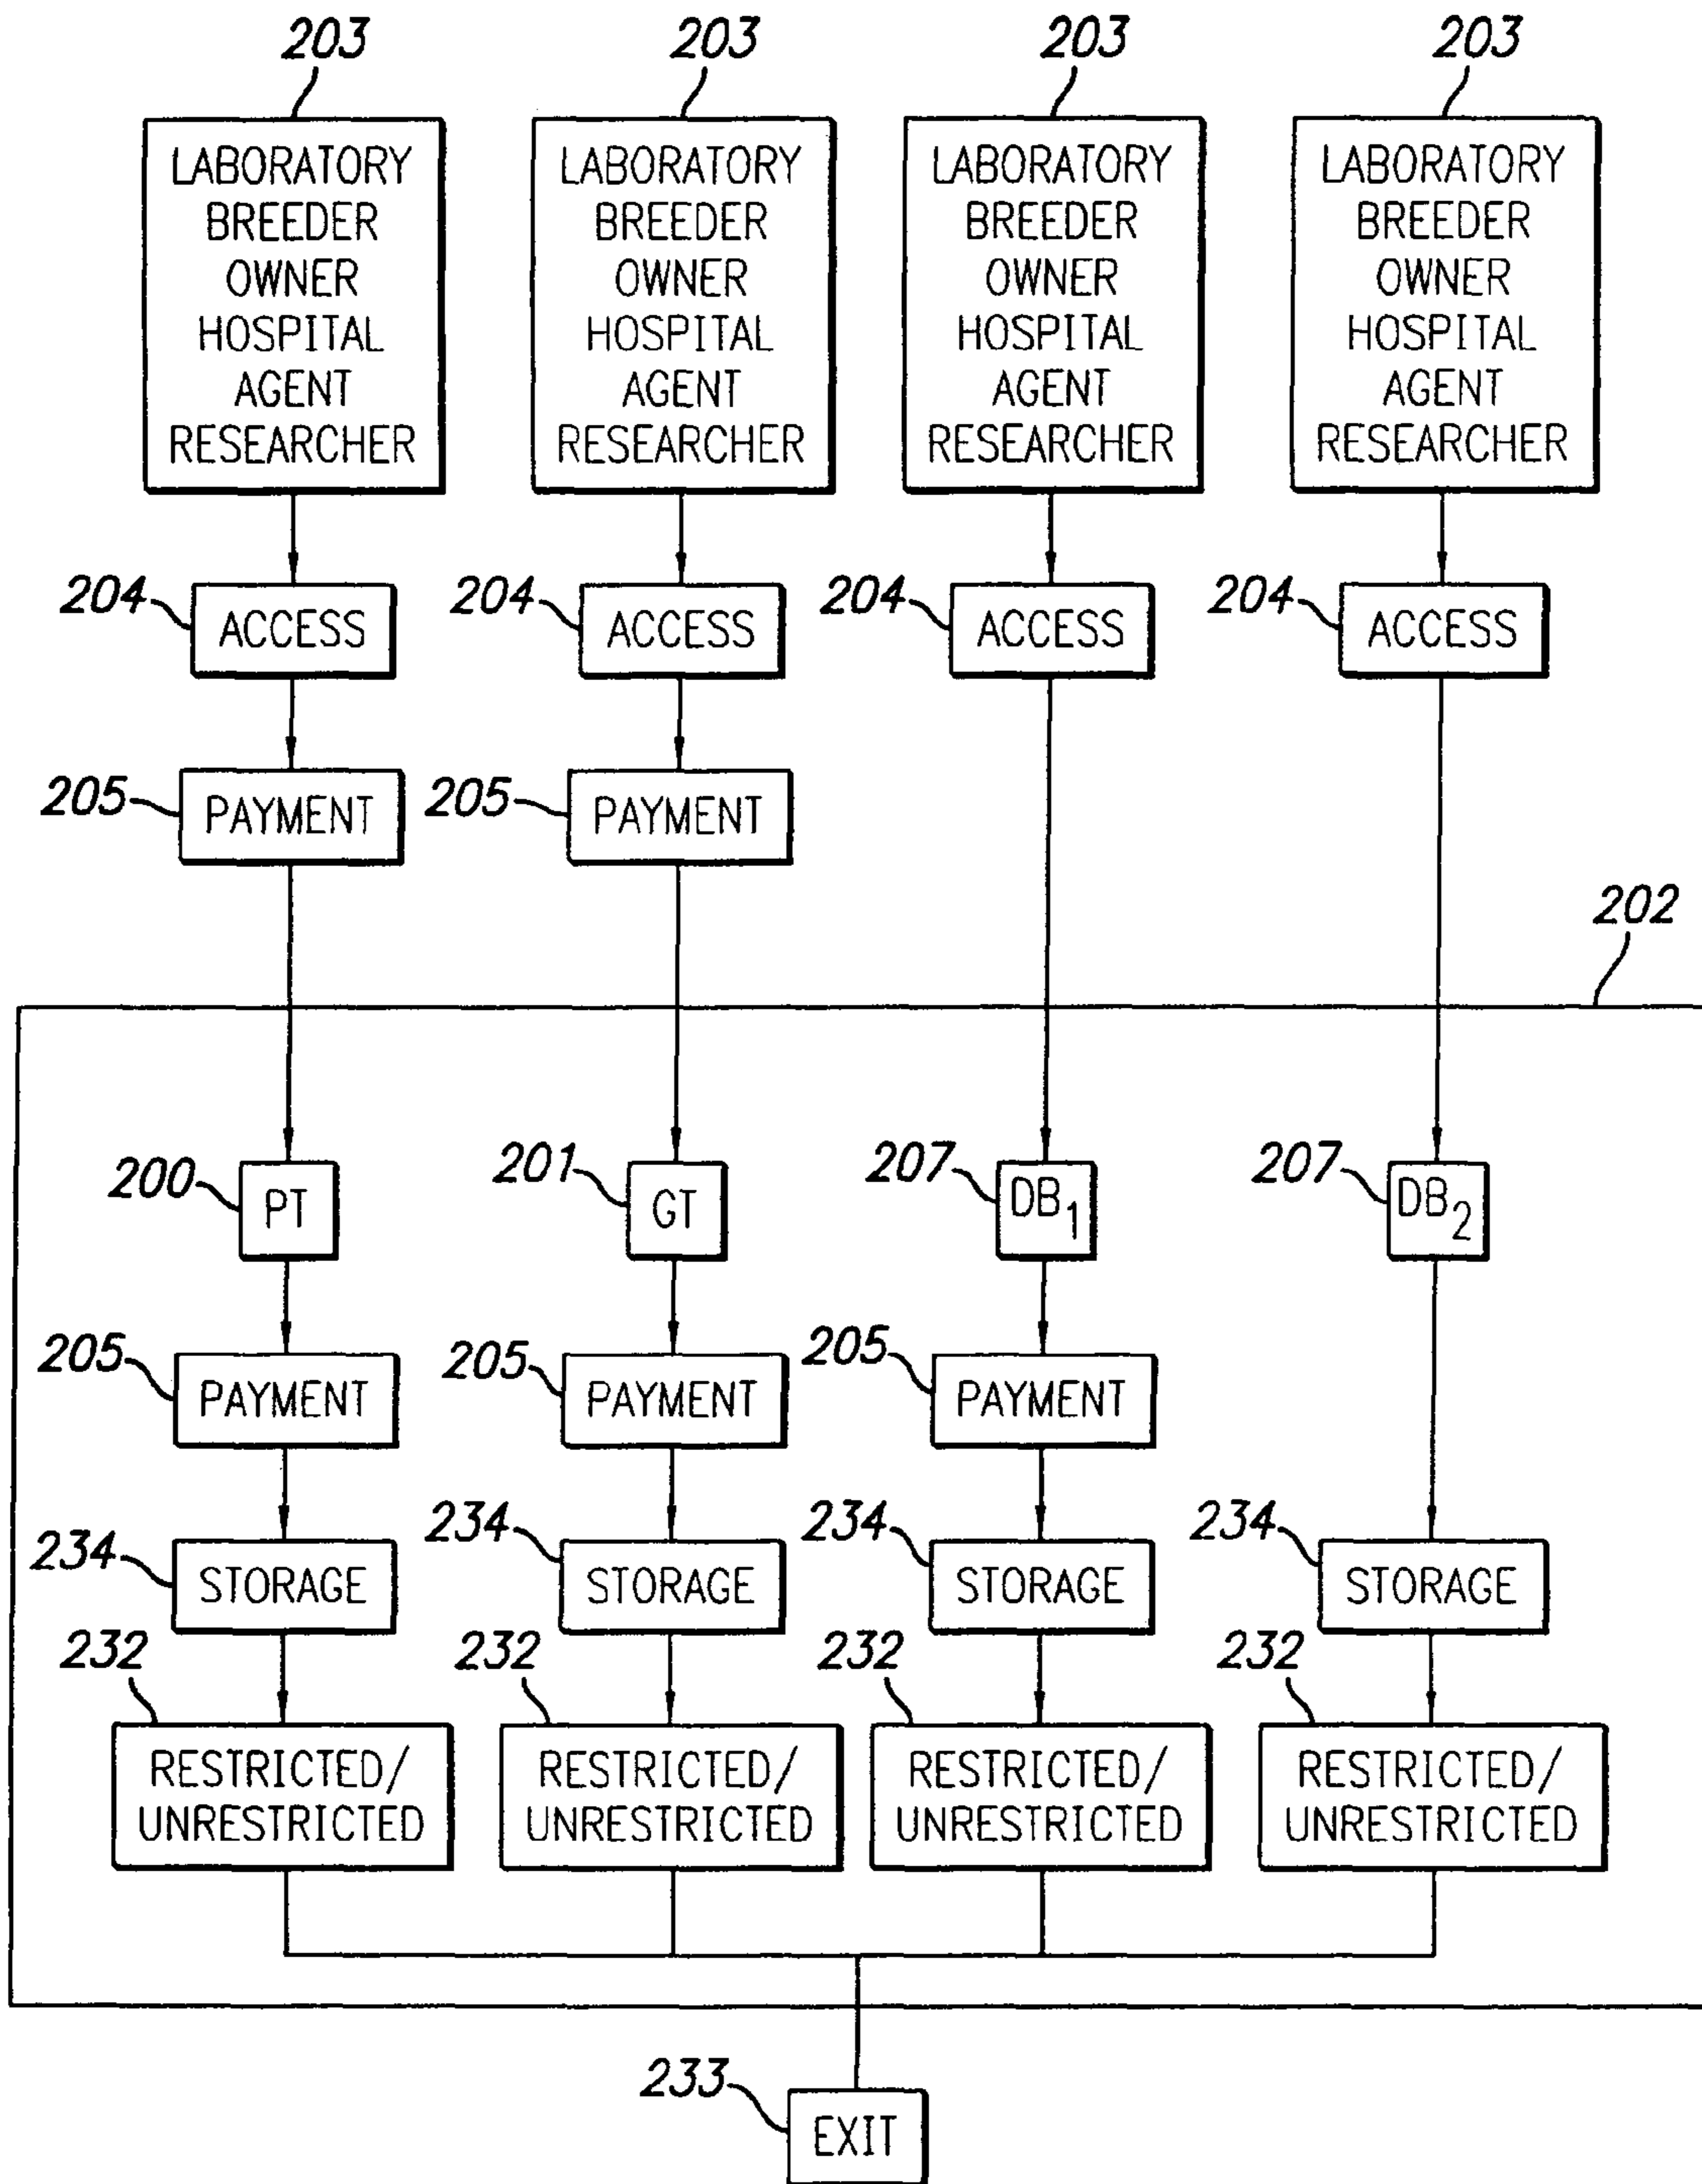 203 203 203 203
LABORATORY LABORATORY LABORATORY LABORATORY
BREEDER BREEDER BREEDER BREEDER
OWNER OWNER OWNER OWNER
HOSPITAL HOSPITAL HOSPITAL HOSPITAL
AGENT AGENT AGENT AGENT
RESEARCHER RESEARCHER RESEARCHER RESEARCHER
204 ACCESS 204 ACCESS 204 ACCESS 204 ACCESS
205 PAYMENT 205 PAYMENT
202
200 PT 201 GT 207 DB1 207 DB2
205 PAYMENT 205 PAYMENT 205 PAYMENT
234 STORAGE 234 STORAGE 234 STORAGE 234 STORAGE
232 232 232 232
RESTRICTED/ RESTRICTED/ RESTRICTED/ RESTRICTED/
UNRESTRICTED UNRESTRICTED UNRESTRICTED UNRESTRICTED
233 EXIT